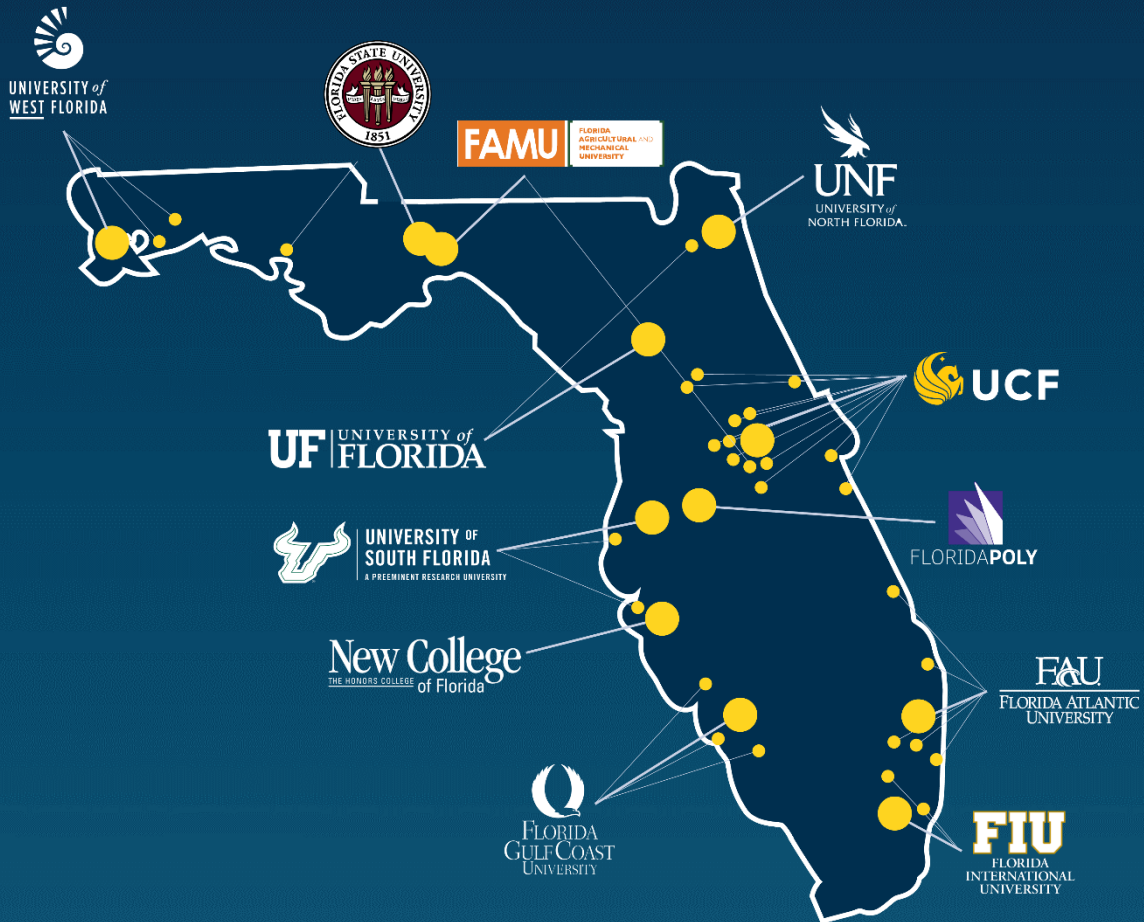 UNIVERSITY of
WEST FLORIDA
FLORIDA STATE UNIVERSITY
1851
FAMU
FLORIDA
AGRICULTURAL AND
MECHANICAL
UNIVERSITY
UNF
UNIVERSITY of
NORTH FLORIDA.
UCF
UF
UNIVERSITY of
FLORIDA
UNIVERSITY OF
SOUTH FLORIDA
A PREEMINENT RESEARCH UNIVERSITY
FLORIDAPOLY
New College
THE HONORS COLLEGE
of Florida
FAU
FLORIDA ATLANTIC
UNIVERSITY
FLORIDA
GULF COAST
UNIVERSITY
FIU
FLORIDA
INTERNATIONAL
UNIVERSITY